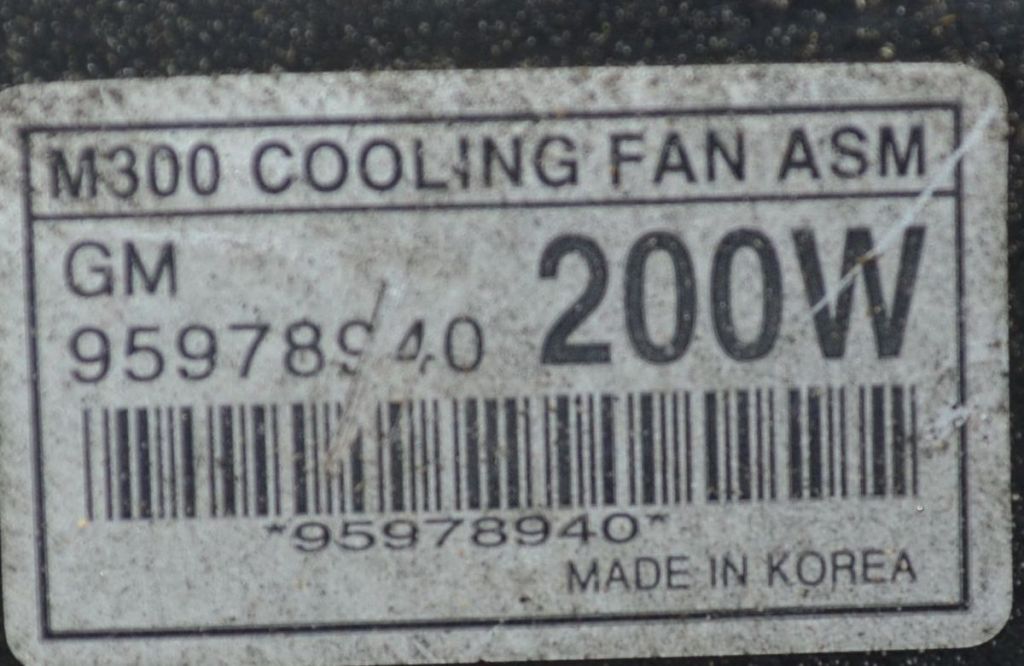 M300 COOLING FAN ASM
GM
200W
95978940
*95978940*
MADE IN KOREA